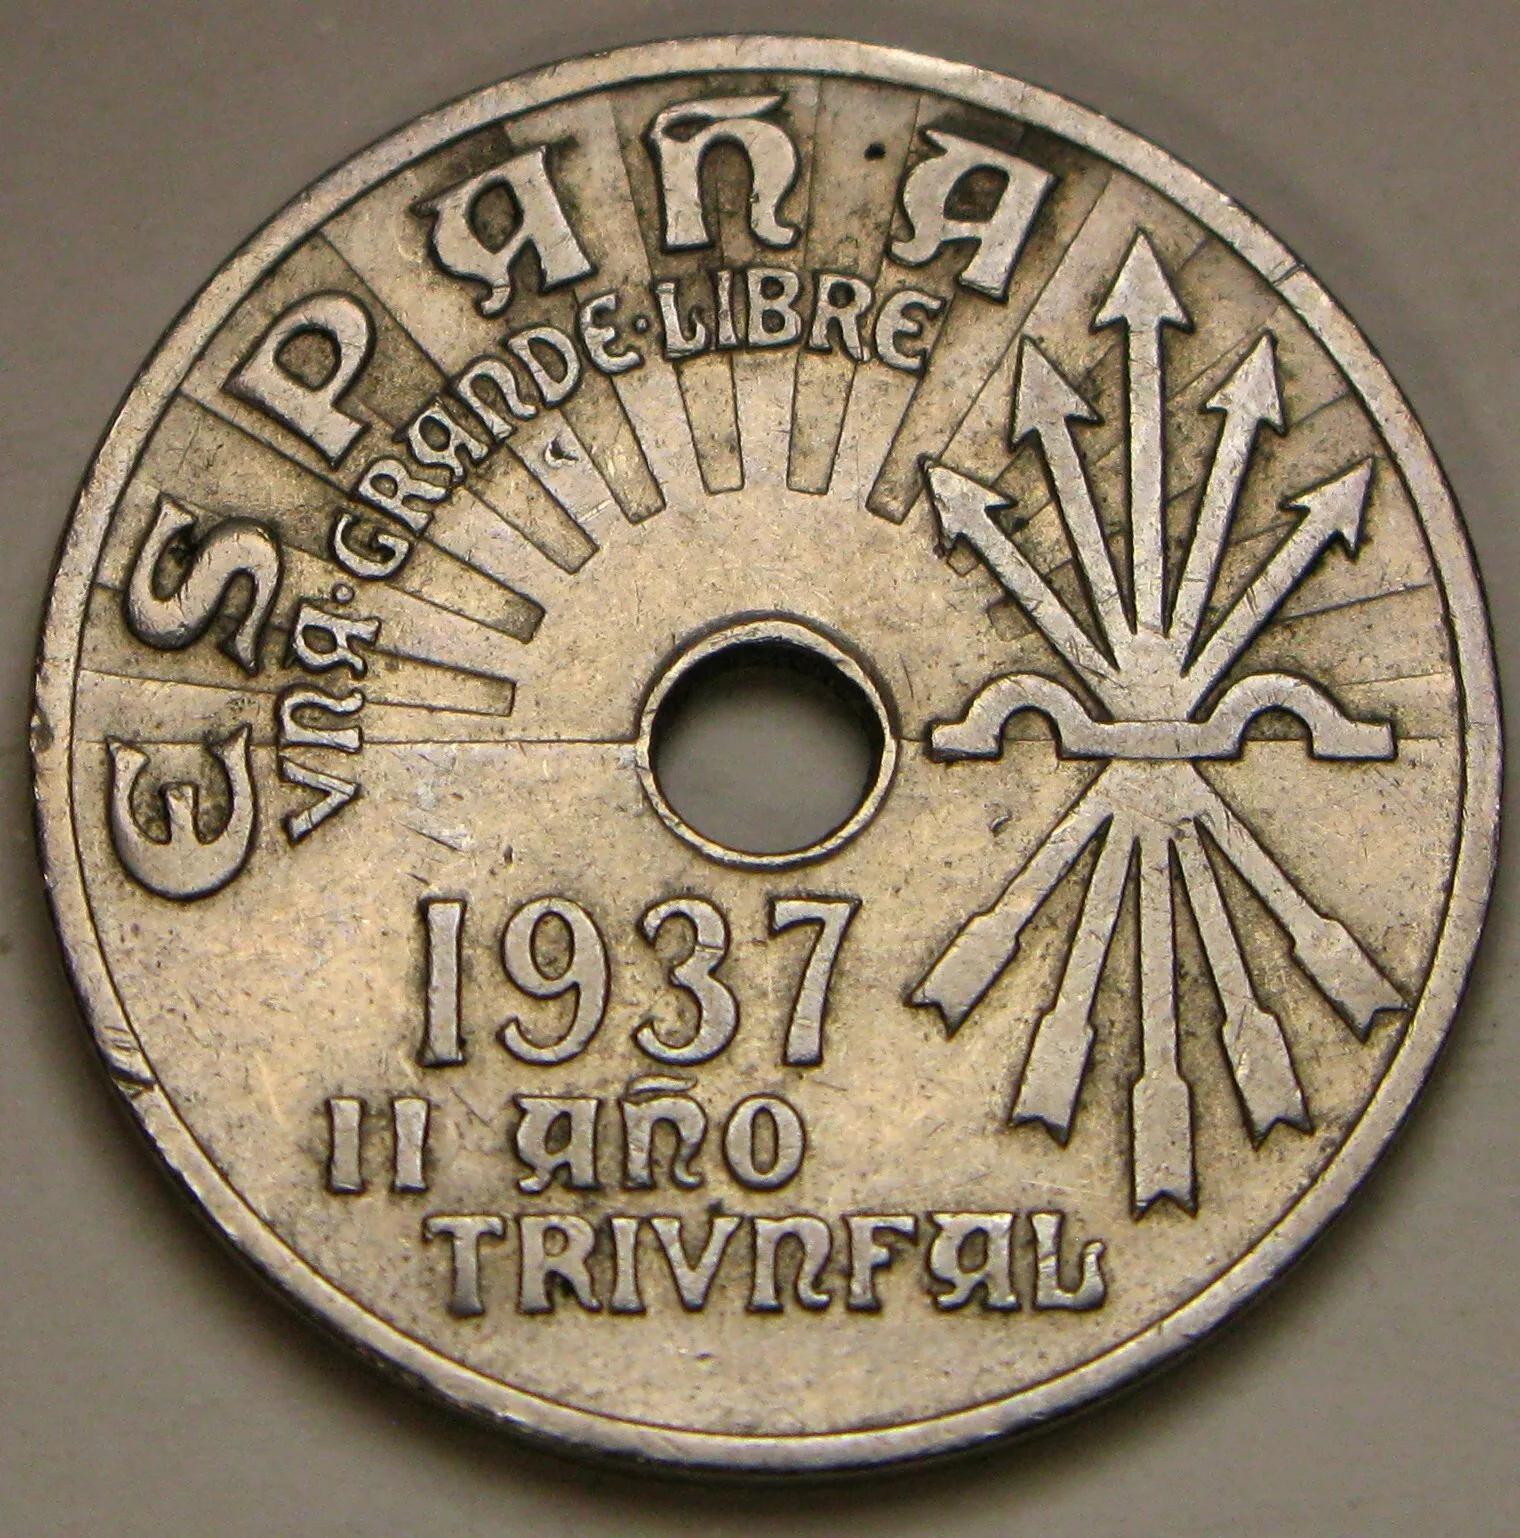 ESPAÑA
VNA·GRANDE·LIBRE
1937
II AÑO
TRIVNFAL